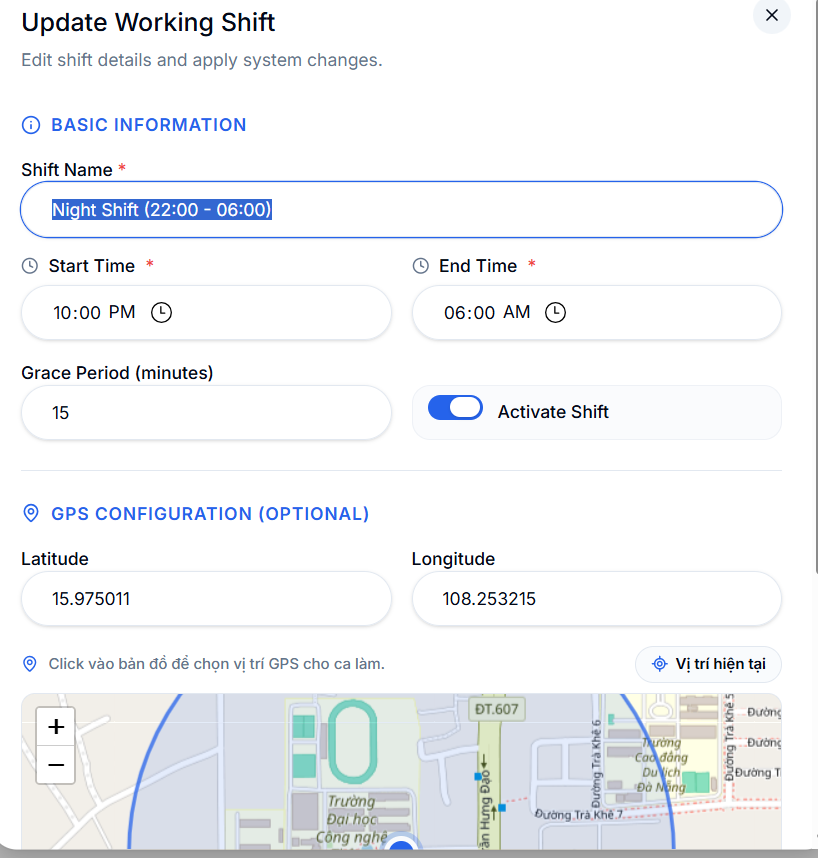 Update Working Shift
Edit shift details and apply system changes.
BASIC INFORMATION
Shift Name *
Night Shift (22:00 - 06:00)
Start Time *
End Time *
10:00 PM
06:00 AM
Grace Period (minutes)
15
Activate Shift
GPS CONFIGURATION (OPTIONAL)
Latitude
Longitude
15.975011
108.253215
Click vào bản đồ để chọn vị trí GPS cho ca làm.
Vị trí hiện tại
+
−
ĐT.607
Trường
Đại học
Công nghệ
Trần Hưng Đạo
Đường Trà Khê 6
Trường
Cao đẳng
Du lịch
Đà Nẵng
Đường Trà Khê 5
Đường
Đường
Đường T
Đường Trà Khê 7